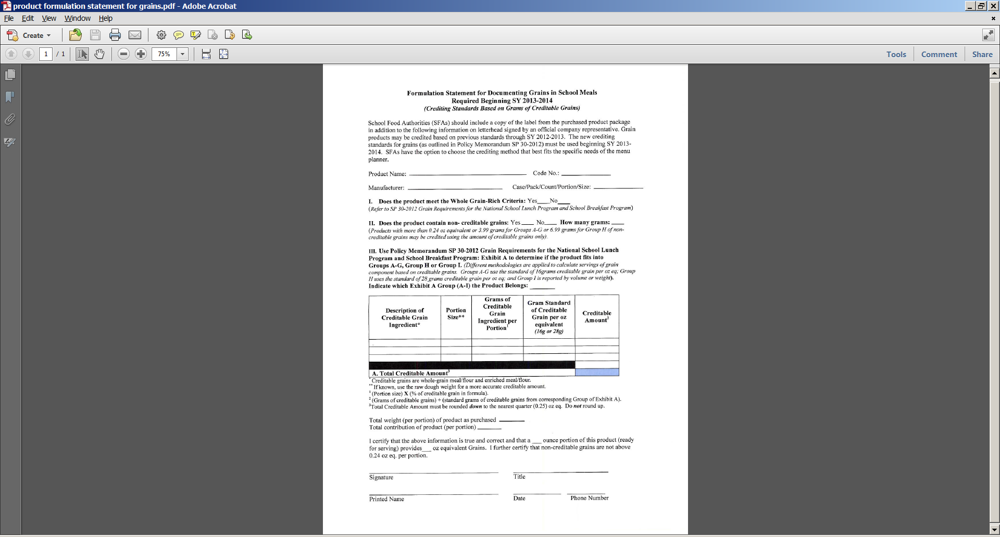 product formulation statement for grains.pdf - Adobe Acrobat
File Edit View Window Help
Create
1 / 1 75% Tools Comment Share
Formulation Statement for Documenting Grains in School Meals
Required Beginning SY 2013-2014
(Crediting Standards Based on Grams of Creditable Grains)
School Food Authorities (SFAs) should include a copy of the label from the purchased product package
in addition to the following information on letterhead signed by an official company representative. Grain
products may be credited based on previous standards through SY 2012-2013. The new crediting
standards for grains (as outlined in Policy Memorandum SP 30-2012) must be used beginning SY 2013-
2014. SFAs have the option to choose the crediting method that best fits the specific needs of the menu
planner.
Product Name: ____ Code No.: ____
Manufacturer: ____ Case/Pack/Count/Portion/Size: ____
I. Does the product meet the Whole Grain-Rich Criteria: Yes____No____
(Refer to SP 30-2012 Grain Requirements for the National School Lunch Program and School Breakfast Program)
II. Does the product contain non- creditable grains: Yes ____ No____ How many grams: ____
(Products with more than 0.24 oz equivalent or 3.99 grams for Groups A-G or 6.99 grams for Group H of non-
creditable grains may be credited using the amount of creditable grains only).
III. Use Policy Memorandum SP 30-2012 Grain Requirements for the National School Lunch
Program and School Breakfast Program: Exhibit A to determine if the product fits into
Groups A-G, Group H or Group I. (Different methodologies are applied to calculate servings of grain
component based on creditable grains. Groups A-G use the standard of 16grams creditable grain per oz eq; Group
H uses the standard of 28 grams creditable grain per oz eq; and Group I is reported by volume or weight).
Indicate which Exhibit A Group (A-I) the Product Belongs: ____
Description of
Creditable Grain
Ingredient*
Portion
Size**
Grams of
Creditable
Grain
Ingredient per
Portion¹
Gram Standard
of Creditable
Grain per oz
equivalent
(16g or 28g)
Creditable
Amount²
A. Total Creditable Amount³
* Creditable grains are whole-grain meal/flour and enriched meal/flour.
** If known, use the raw dough weight for a more accurate creditable amount.
¹ (Portion size) X (% of creditable grain in formula).
² (Grams of creditable grains) ÷ (standard grams of creditable grains from corresponding Group of Exhibit A).
³Total Creditable Amount must be rounded down to the nearest quarter (0.25) oz eq. Do not round up.
Total weight (per portion) of product as purchased ____
Total contribution of product (per portion) ____
I certify that the above information is true and correct and that a ___ ounce portion of this product (ready
for serving) provides___ oz equivalent Grains. I further certify that non-creditable grains are not above
0.24 oz eq. per portion.
Signature Title
Printed Name Date Phone Number